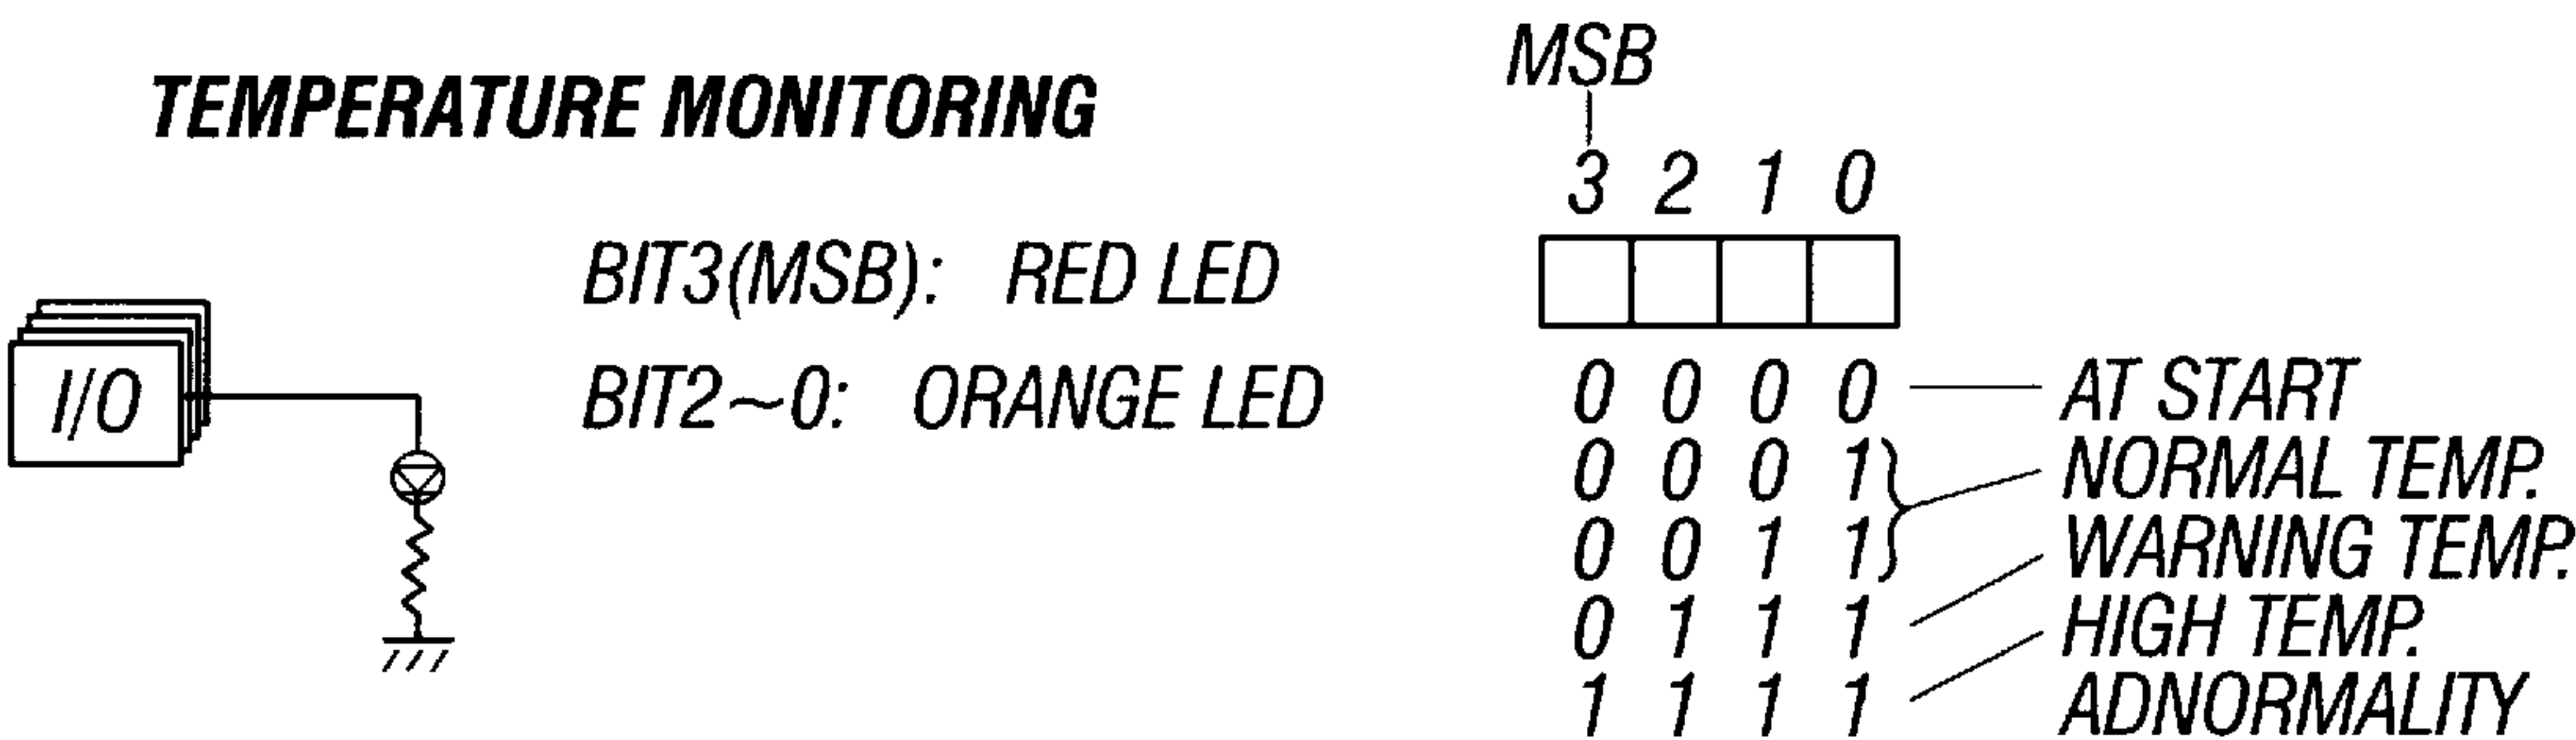 TEMPERATURE MONITORING
BIT3(MSB): RED LED
BIT2~0: ORANGE LED
I/O
MSB
3 2 1 0
0 0 0 0 AT START
0 0 0 1 NORMAL TEMP.
0 0 1 1 WARNING TEMP.
0 1 1 1 HIGH TEMP.
1 1 1 1 ADNORMALITY